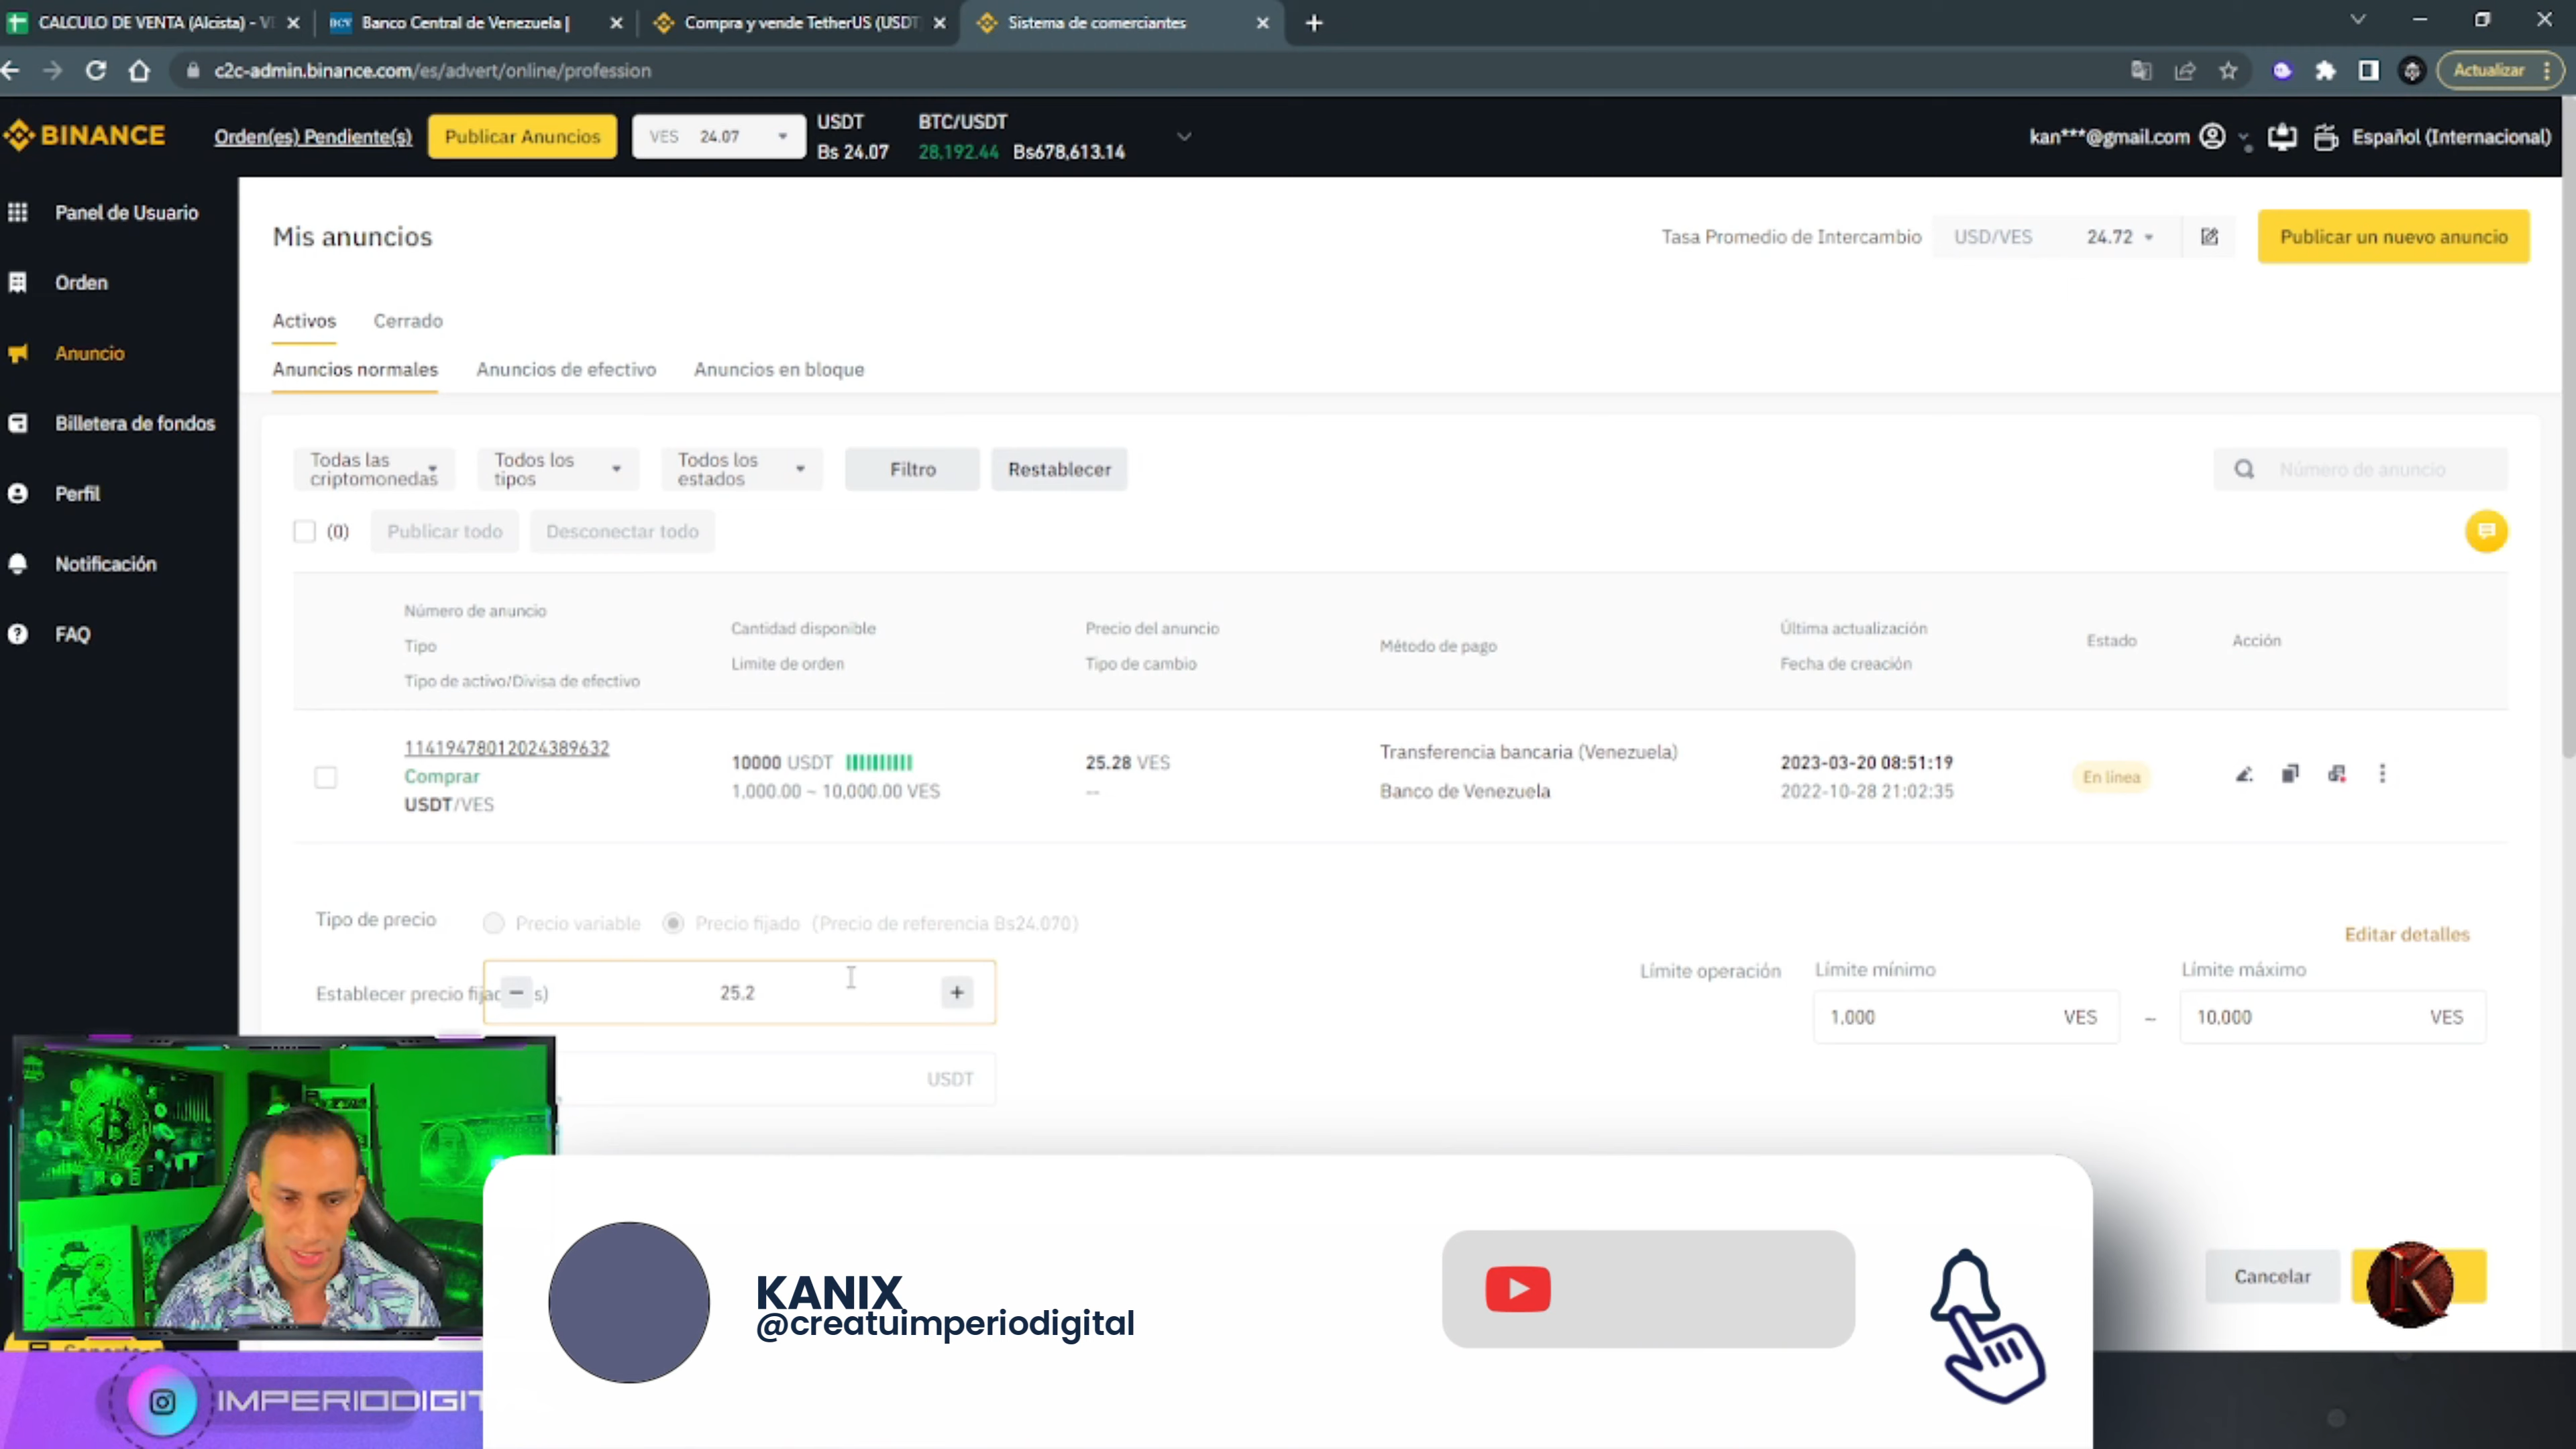 CALCULO DE VENTA (Alcista) - V
Banco Central de Venezuela |
Compra y vende TetherUS (USDT
Sistema de comerciantes
c2c-admin.binance.com/es/advert/online/profession
Actualizar
BINANCE
Orden(es) Pendiente(s)
Publicar Anuncios
VES 24.07
USDT
Bs 24.07
BTC/USDT
28,192.44 Bs678,613.14
kan***@gmail.com
Español (Internacional)
Panel de Usuario
Orden
Anuncio
Billetera de fondos
Perfil
Notificación
FAQ
Mis anuncios
Tasa Promedio de Intercambio
USD/VES 24.72
Publicar un nuevo anuncio
Activos
Cerrado
Anuncios normales
Anuncios de efectivo
Anuncios en bloque
Todas las
criptomonedas
Todos los
tipos
Todos los
estados
Filtro
Restablecer
Número de anuncio
(0)
Publicar todo
Desconectar todo
Número de anuncio
Tipo
Tipo de activo/Divisa de efectivo
Cantidad disponible
Limite de orden
Precio del anuncio
Tipo de cambio
Método de pago
Última actualización
Fecha de creación
Estado
Acción
11419478012024389632
Comprar
USDT/VES
10000 USDT
1,000.00 ~ 10,000.00 VES
25.28 VES
--
Transferencia bancaria (Venezuela)
Banco de Venezuela
2023-03-20 08:51:19
2022-10-28 21:02:35
En línea
Tipo de precio
Precio variable
Precio fijado (Precio de referencia Bs24.070)
Editar detalles
Establecer precio fijad
s)
- 25.2 +
Límite operación
Límite mínimo
1,000 VES
~
Límite máximo
10,000 VES
USDT
Cancelar
K
KANIX
@creatuimperiodigital
IMPERIODIGIT